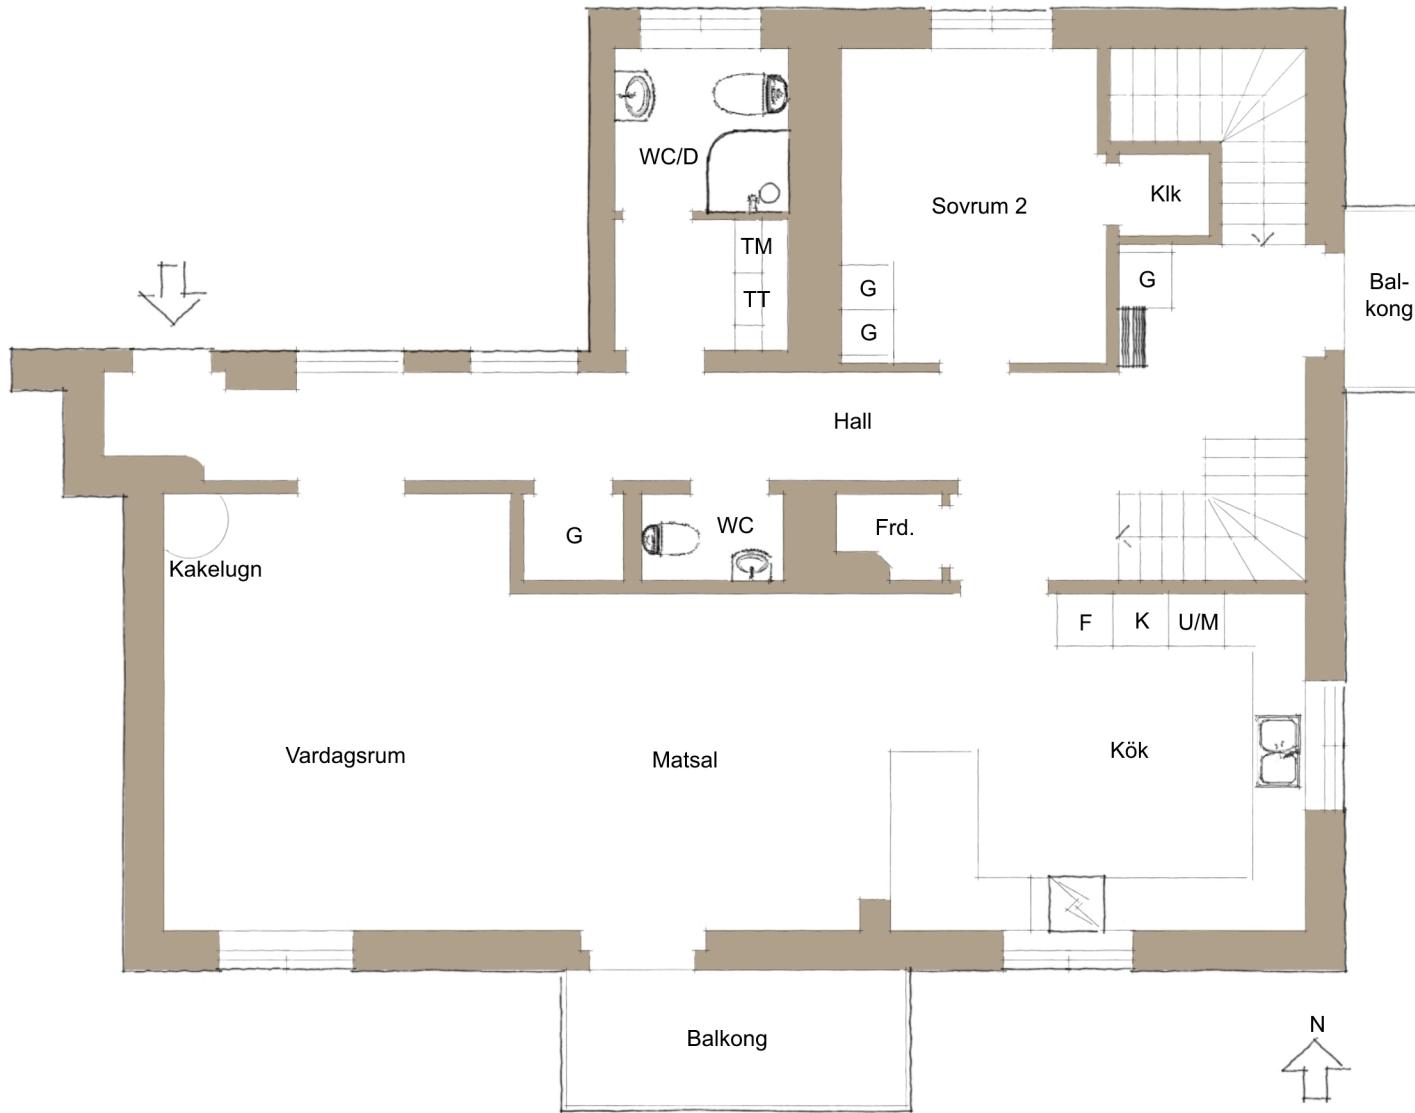 WC/D
Sovrum 2
Klk
TM
TT
G
G
G
Bal-
kong
Hall
G
WC
Frd.
Kakelugn
F
K
U/M
Vardagsrum
Matsal
Kök
Balkong
N